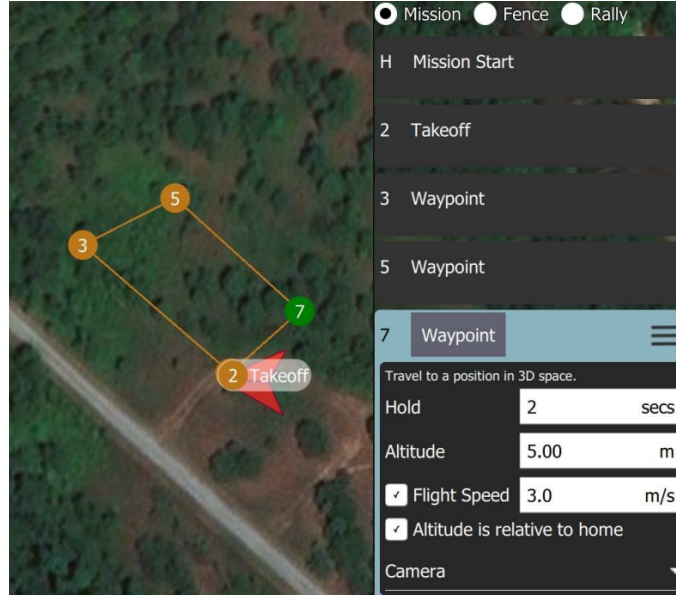 Mission Fence Rally
H Mission Start
2 Takeoff
3 Waypoint
5 Waypoint
7 Waypoint
Travel to a position in 3D space.
Hold 2 secs
Altitude 5.00 m
Flight Speed 3.0 m/s
Altitude is relative to home
Camera
5
3
7
2 Takeoff